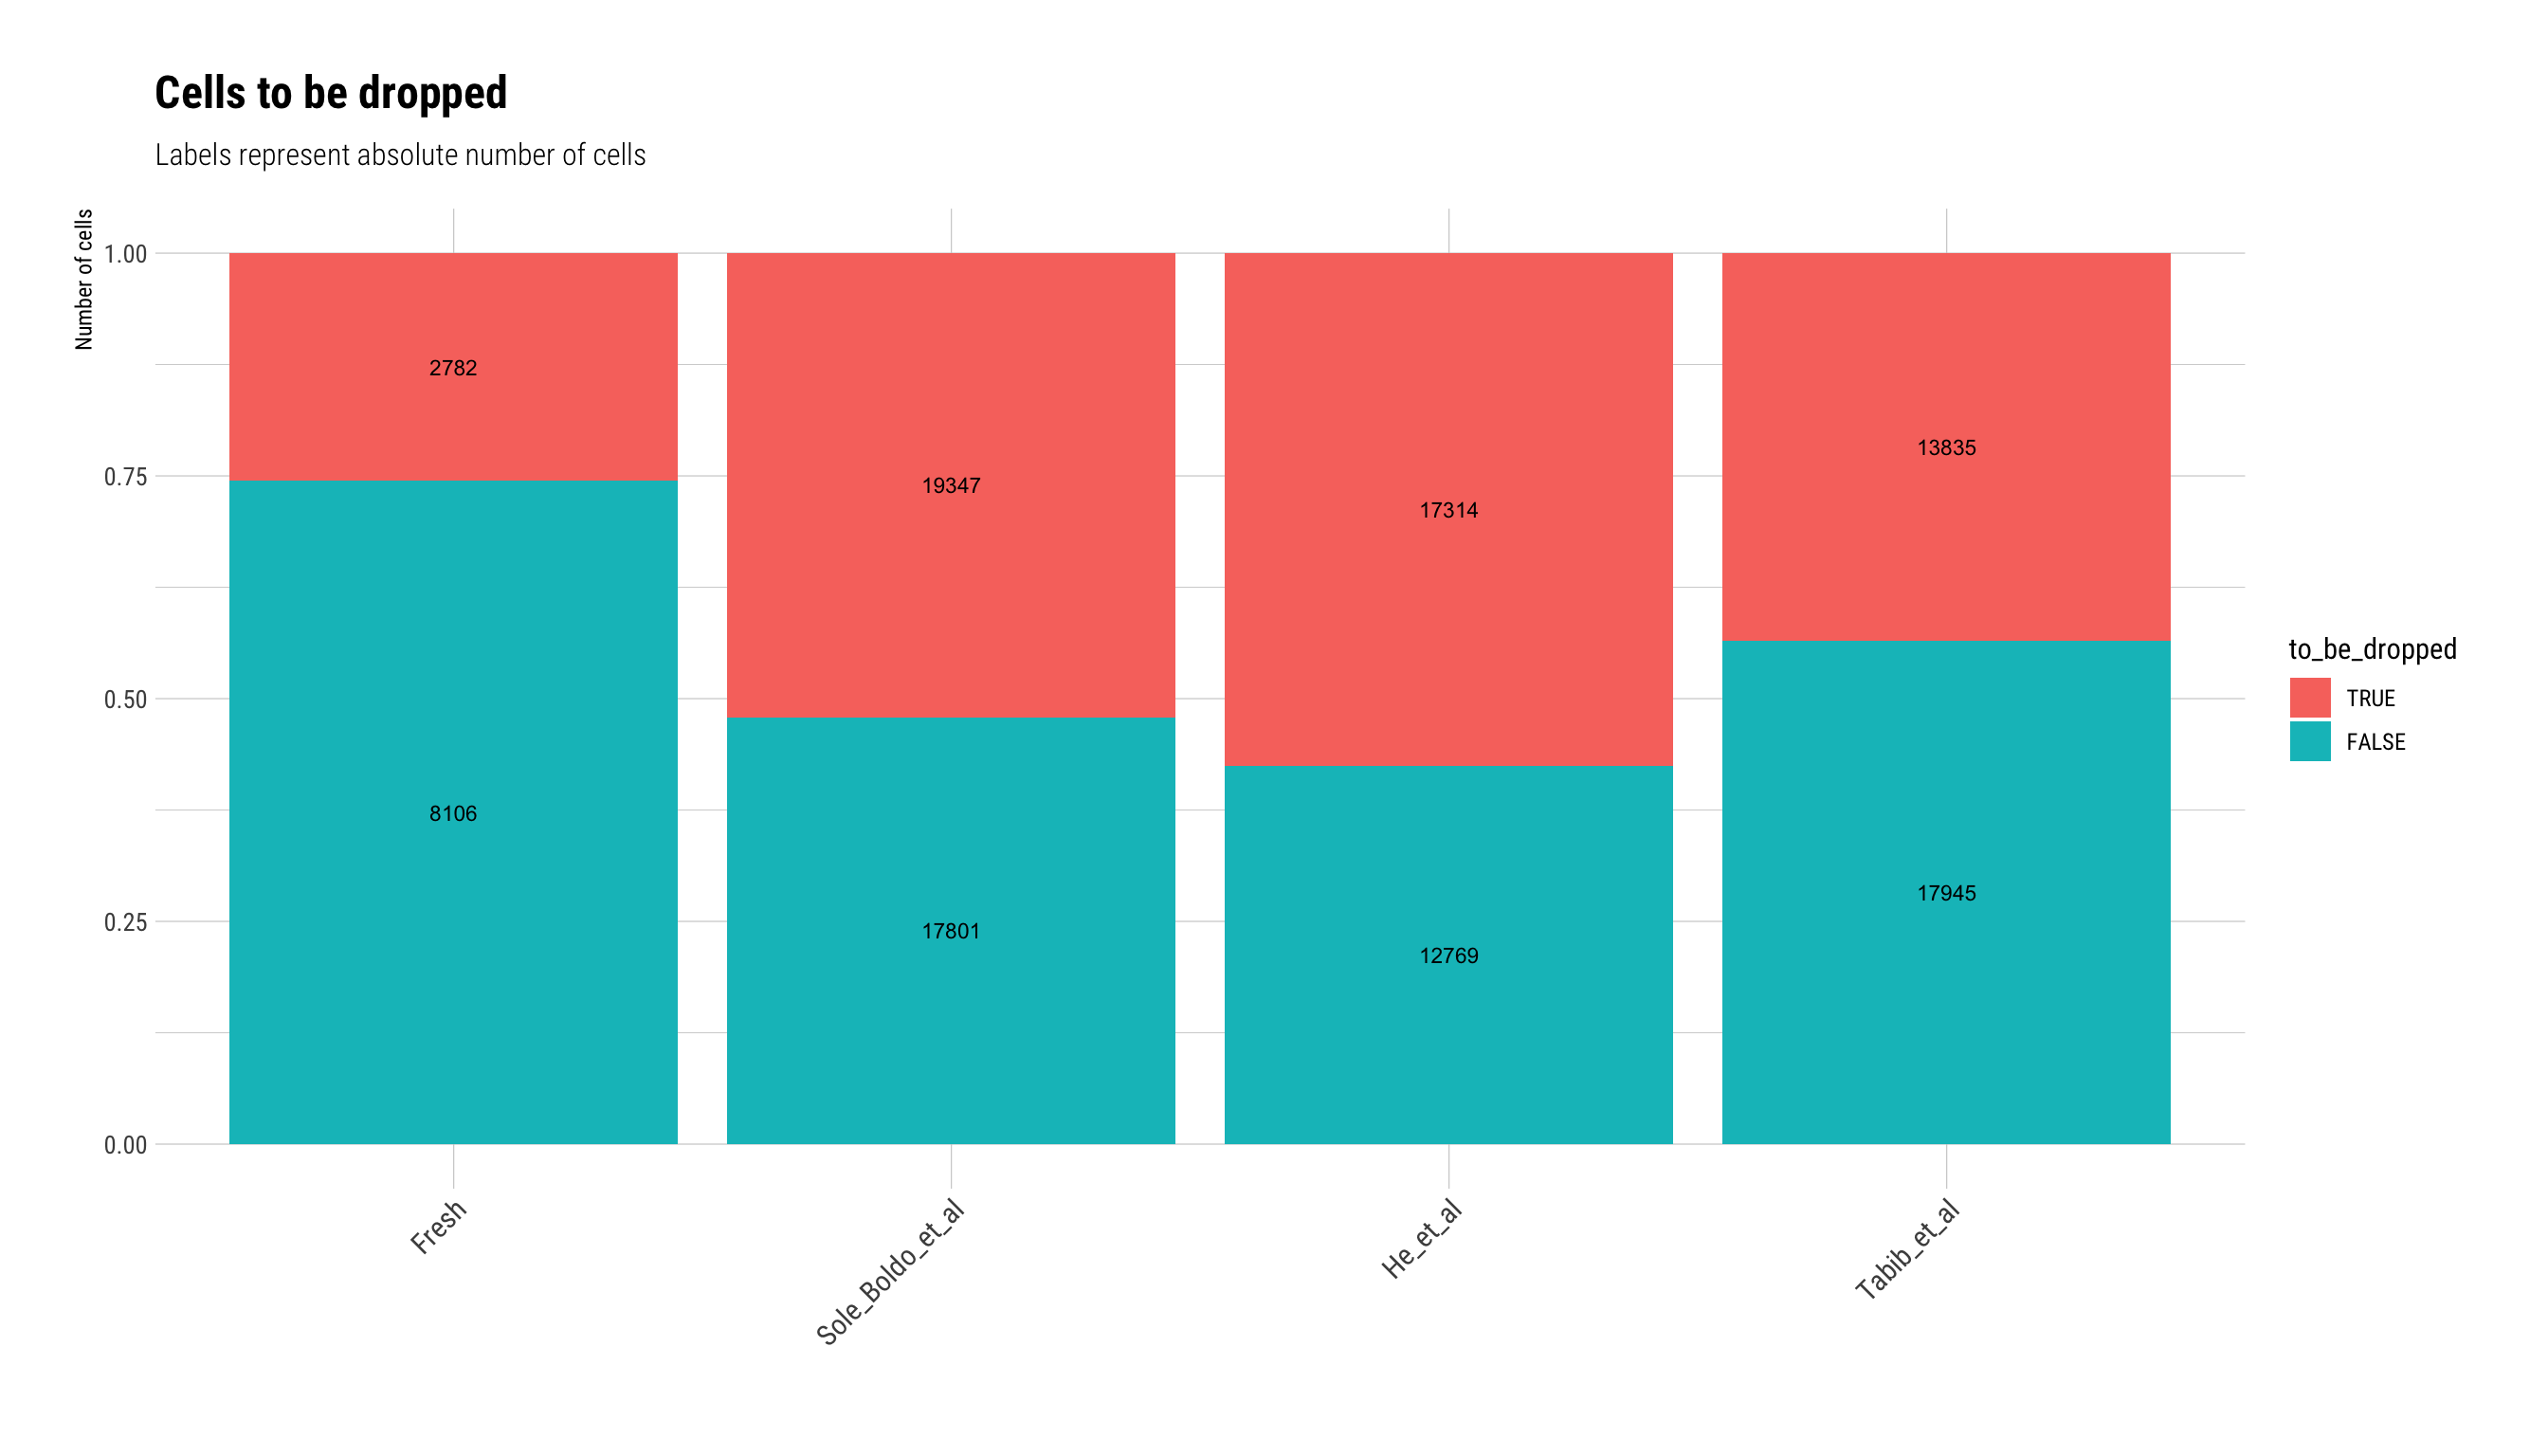 Cells to be dropped
Labels represent absolute number of cells
Number of cells
1.00
0.75
0.50
0.25
0.00
2782
8106
19347
17801
17314
12769
13835
17945
Fresh
Sole_Boldo_et_al
He_et_al
Tabib_et_al
to_be_dropped
TRUE
FALSE